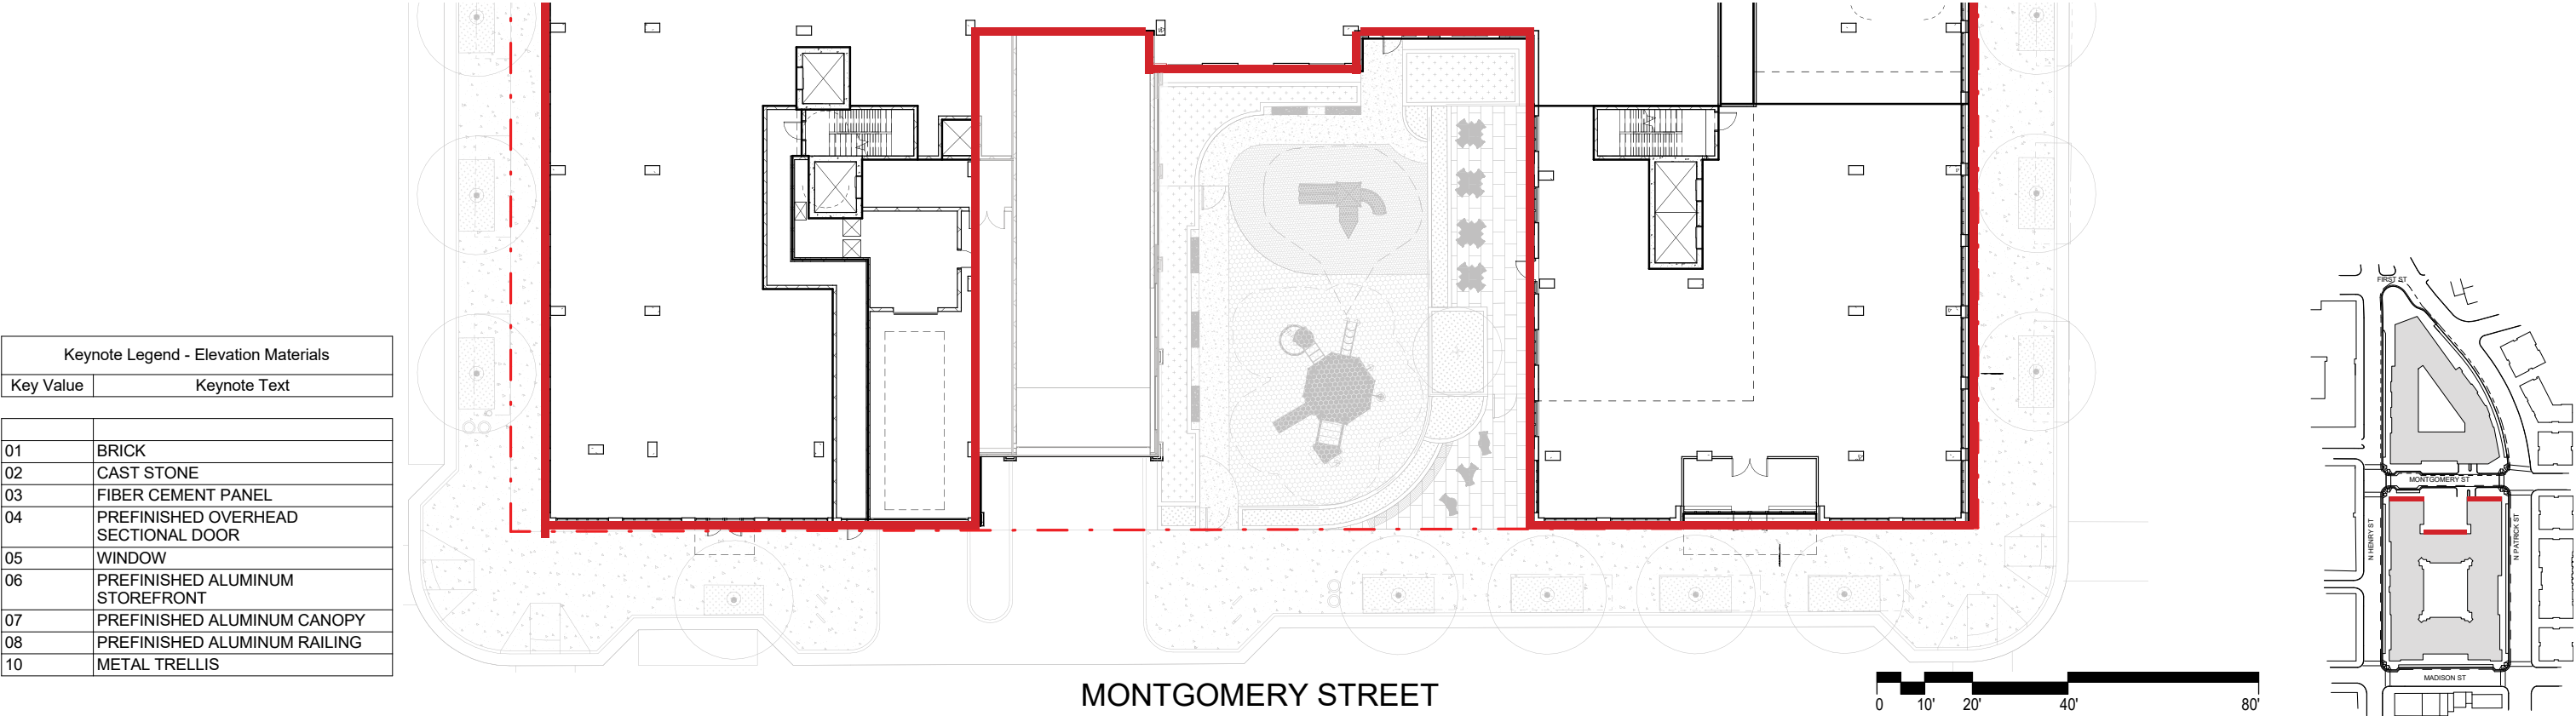 Keynote Legend - Elevation Materials
Key Value Keynote Text
01 BRICK
02 CAST STONE
03 FIBER CEMENT PANEL
04 PREFINISHED OVERHEAD
SECTIONAL DOOR
05 WINDOW
06 PREFINISHED ALUMINUM
STOREFRONT
07 PREFINISHED ALUMINUM CANOPY
08 PREFINISHED ALUMINUM RAILING
10 METAL TRELLIS
MONTGOMERY STREET
0 10' 20' 40' 80'
FIRST ST
MONTGOMERY ST
N HENRY ST
N PATRICK ST
MADISON ST